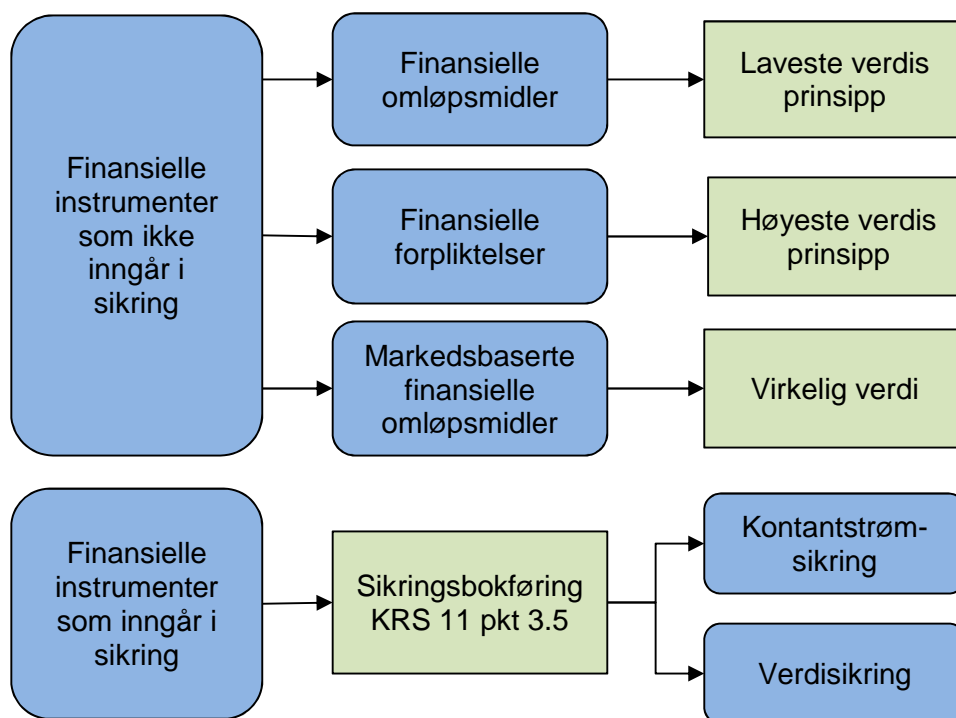 Finansielle
instrumenter
som ikke
inngår i
sikring
Finansielle
omløpsmidler
Laveste verdis
prinsipp
Finansielle
forpliktelser
Høyeste verdis
prinsipp
Markedsbaserte
finansielle
omløpsmidler
Virkelig verdi
Finansielle
instrumenter
som inngår i
sikring
Sikringsbokføring
KRS 11 pkt 3.5
Kontantstrøm-
sikring
Verdisikring